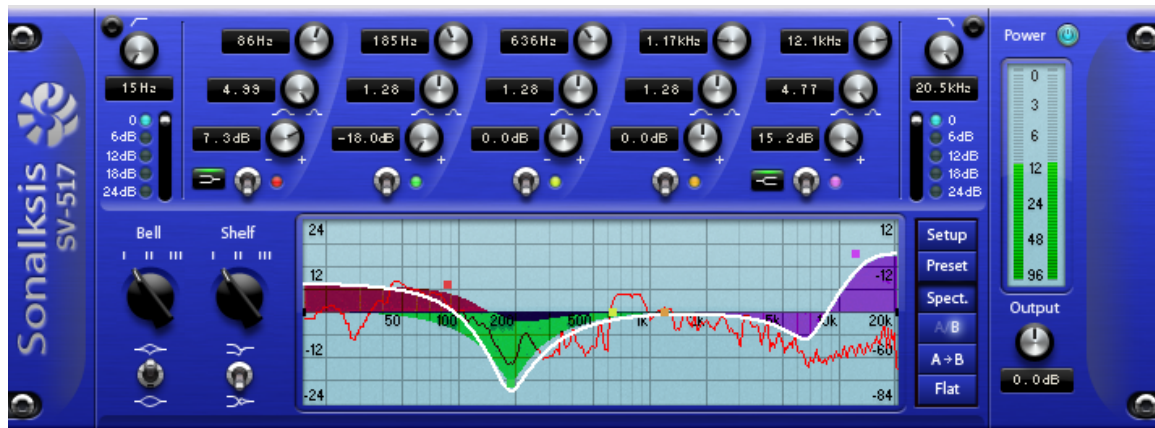 Sonalksis
SV-517
86Hz 185Hz 636Hz 1.17kHz 12.1kHz
15Hz 4.99 1.28 1.28 1.28 4.77 20.5kHz
7.3dB -18.0dB 0.0dB 0.0dB 15.2dB
- + - + - + - + - +
0
6dB
12dB
18dB
24dB
0
6dB
12dB
18dB
24dB
Bell Shelf
I II III I II III
24 12
12 -12
50 100 200 500 1k 2k 5k 10k 20k
-12 -60
-24 -84
Setup
Preset
Spect.
A/B
A→B
Flat
Power
0
3
6
12
24
48
96
Output
0.0dB